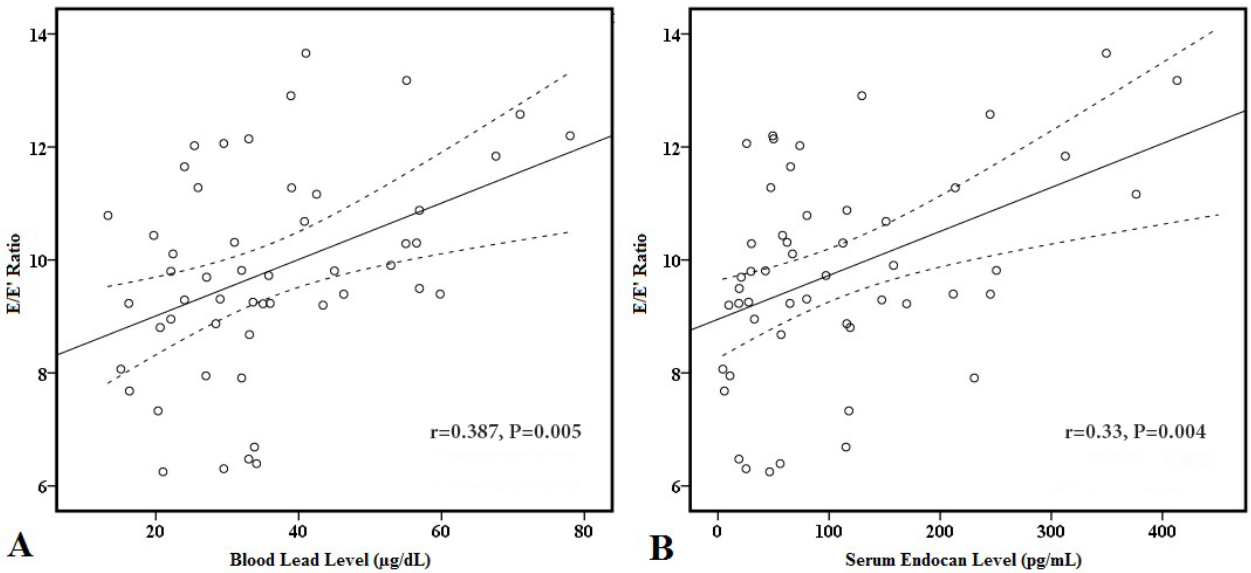 14
12
10
8
6
E/E' Ratio
20
40
60
80
Blood Lead Level (µg/dL)
r=0.387, P=0.005
A
14
12
10
8
6
E/E' Ratio
0
100
200
300
400
Serum Endocan Level (pg/mL)
r=0.33, P=0.004
B